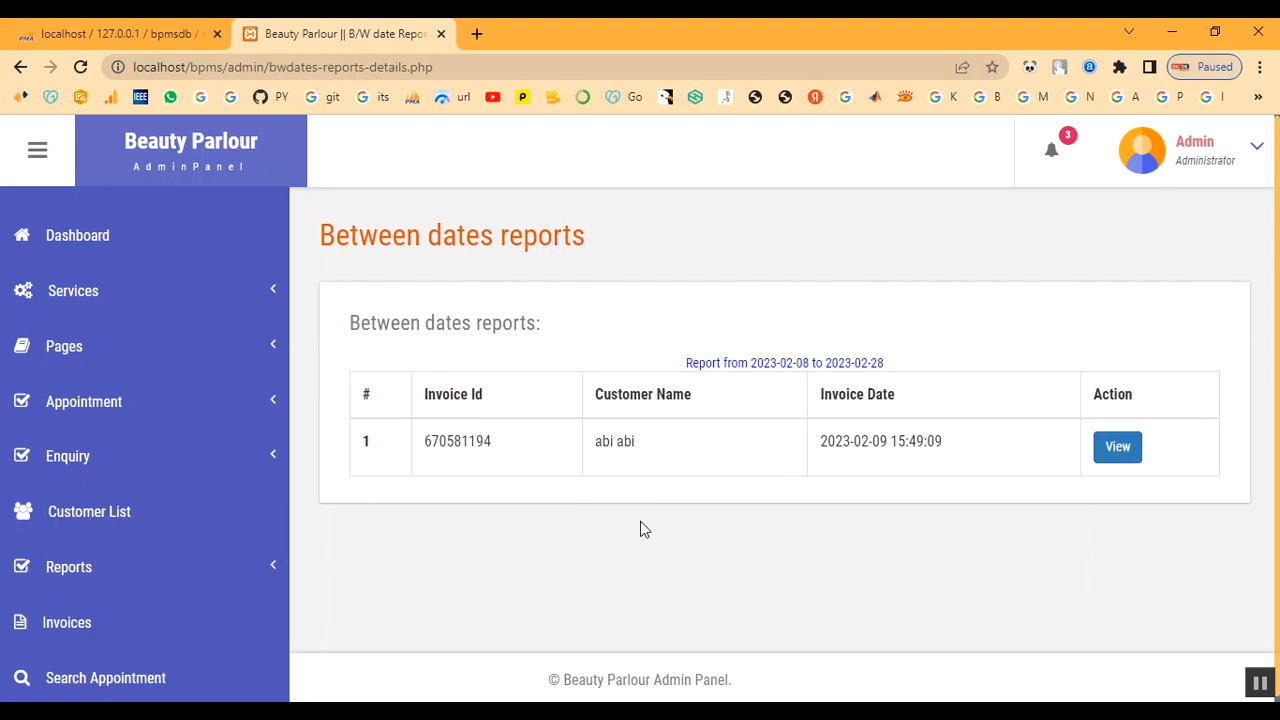 localhost / 127.0.0.1 / bpmsdb /
Beauty Parlour || B/W date Repor
localhost/bpms/admin/bwdates-reports-details.php
Paused
IEEE
PY
git
its
PMA
url
Go
K
B
M
N
A
P
I
»
Beauty Parlour
AdminPanel
3
Admin
Administrator
Dashboard
Services
Pages
Appointment
Enquiry
Customer List
Reports
Invoices
Search Appointment
Between dates reports
Between dates reports:
Report from 2023-02-08 to 2023-02-28
# Invoice Id Customer Name Invoice Date Action
1 670581194 abi abi 2023-02-09 15:49:09 View
© Beauty Parlour Admin Panel.